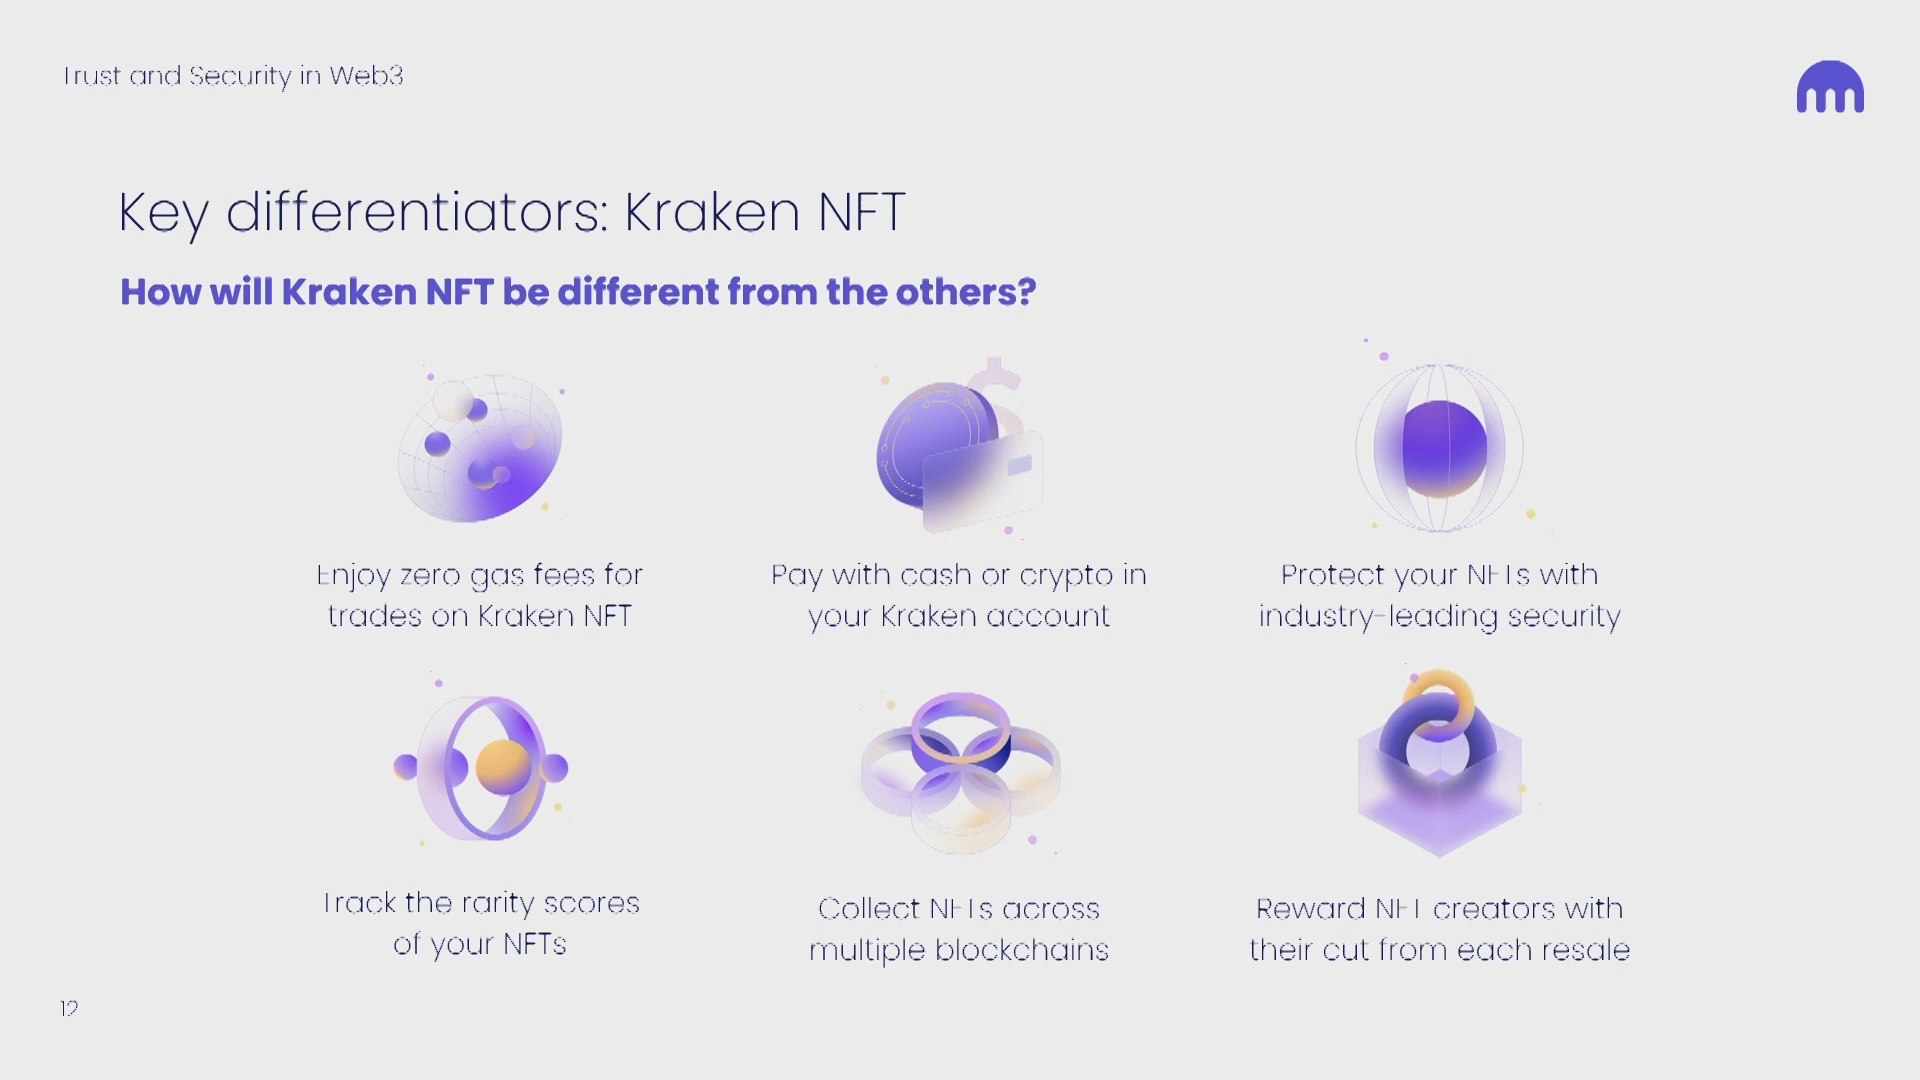 Trust and Security in Web3
Key differentiators: Kraken NFT
How will Kraken NFT be different from the others?
Enjoy zero gas fees for
trades on Kraken NFT
Pay with cash or crypto in
your Kraken account
Protect your NFTs with
industry-leading security
Track the rarity scores
of your NFTs
Collect NFTs across
multiple blockchains
Reward NFT creators with
their cut from each resale
12